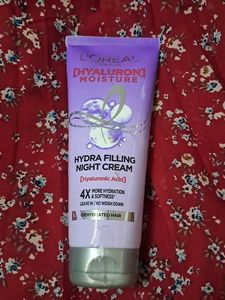 L'ORÉAL
PARIS
[HYALURON]
MOISTURE
HYDRA FILLING
NIGHT CREAM
[Hyaluronic Acid]
4X MORE HYDRATION
& SOFTNESS*
LEAVE IN / NO WEIGH DOWN
DEHYDRATED HAIR